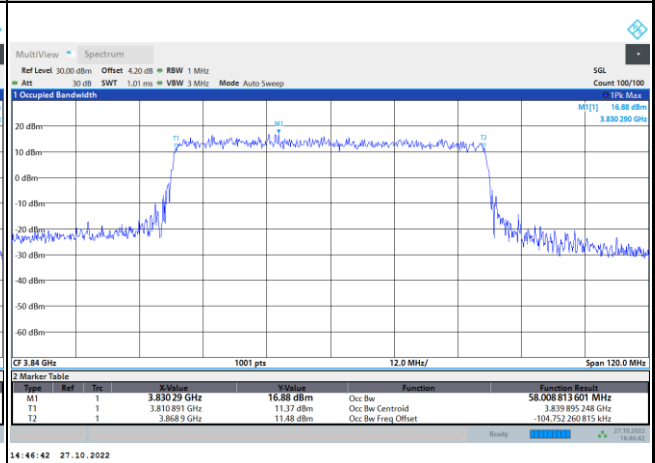 MultiView Spectrum
Ref Level 30.00 dBm Offset 4.20 dB RBW 1 MHz SGL
Att 30 dB SWT 1.01 ms VBW 3 MHz Mode Auto Sweep Count 100/100
1 Occupied Bandwidth 1Pk Max
M1[1] 16.88 dBm
3.830 290 GHz
M1
T1 T2
20 dBm
10 dBm
0 dBm
-10 dBm
-20 dBm
-30 dBm
-40 dBm
-50 dBm
-60 dBm
CF 3.84 GHz 1001 pts 12.0 MHz/ Span 120.0 MHz
2 Marker Table
Type Ref Trc X-Value Y-Value Function Function Result
M1 1 3.830 29 GHz 16.88 dBm Occ Bw 58.008 813 601 MHz
T1 1 3.810 891 GHz 11.37 dBm Occ Bw Centroid 3.839 895 248 GHz
T2 1 3.868 9 GHz 11.48 dBm Occ Bw Freq Offset -104.752 260 815 kHz
Ready 27.10.2022
14:46:42
14:46:42 27.10.2022